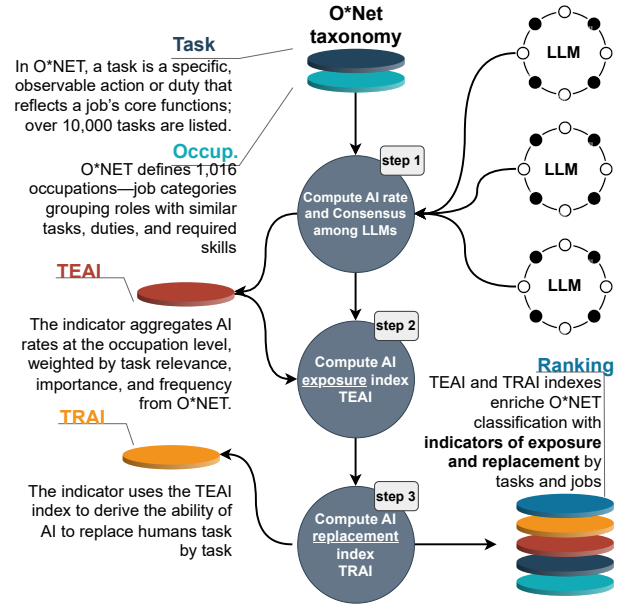 O*Net
taxonomy
Task
In O*NET, a task is a specific,
observable action or duty that
reflects a job's core functions;
over 10,000 tasks are listed.
Occup.
O*NET defines 1,016
occupations—job categories
grouping roles with similar
tasks, duties, and required
skills
LLM
LLM
LLM
step 1
Compute AI rate
and Consensus
among LLMs
TEAI
The indicator aggregates AI
rates at the occupation level,
weighted by task relevance,
importance, and frequency
from O*NET.
step 2
Compute AI
exposure index
TEAI
TRAI
The indicator uses the TEAI
index to derive the ability of
AI to replace humans task
by task
step 3
Compute AI
replacement
index
TRAI
Ranking
TEAI and TRAI indexes
enriche O*NET
classification with
indicators of exposure
and replacement by
tasks and jobs